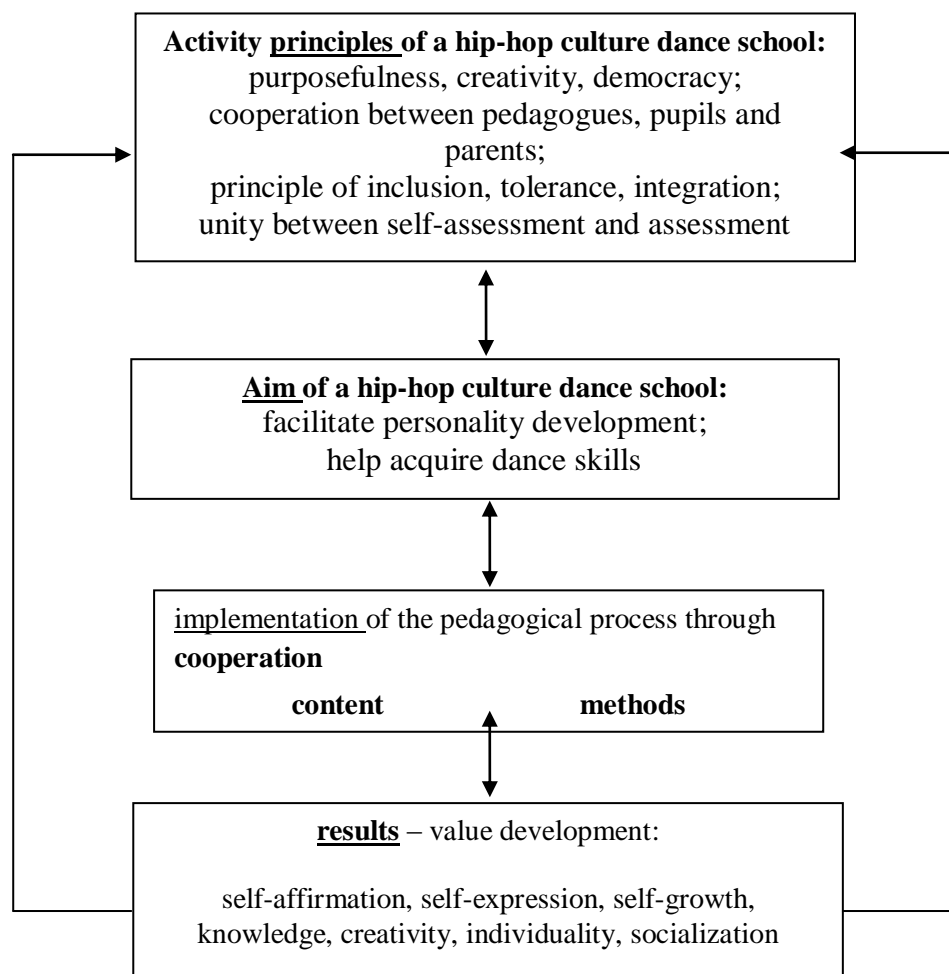 Activity principles of a hip-hop culture dance school:
purposefulness, creativity, democracy;
cooperation between pedagogues, pupils and
parents;
principle of inclusion, tolerance, integration;
unity between self-assessment and assessment
Aim of a hip-hop culture dance school:
facilitate personality development;
help acquire dance skills
implementation of the pedagogical process through
cooperation
content methods
results – value development:
self-affirmation, self-expression, self-growth,
knowledge, creativity, individuality, socialization